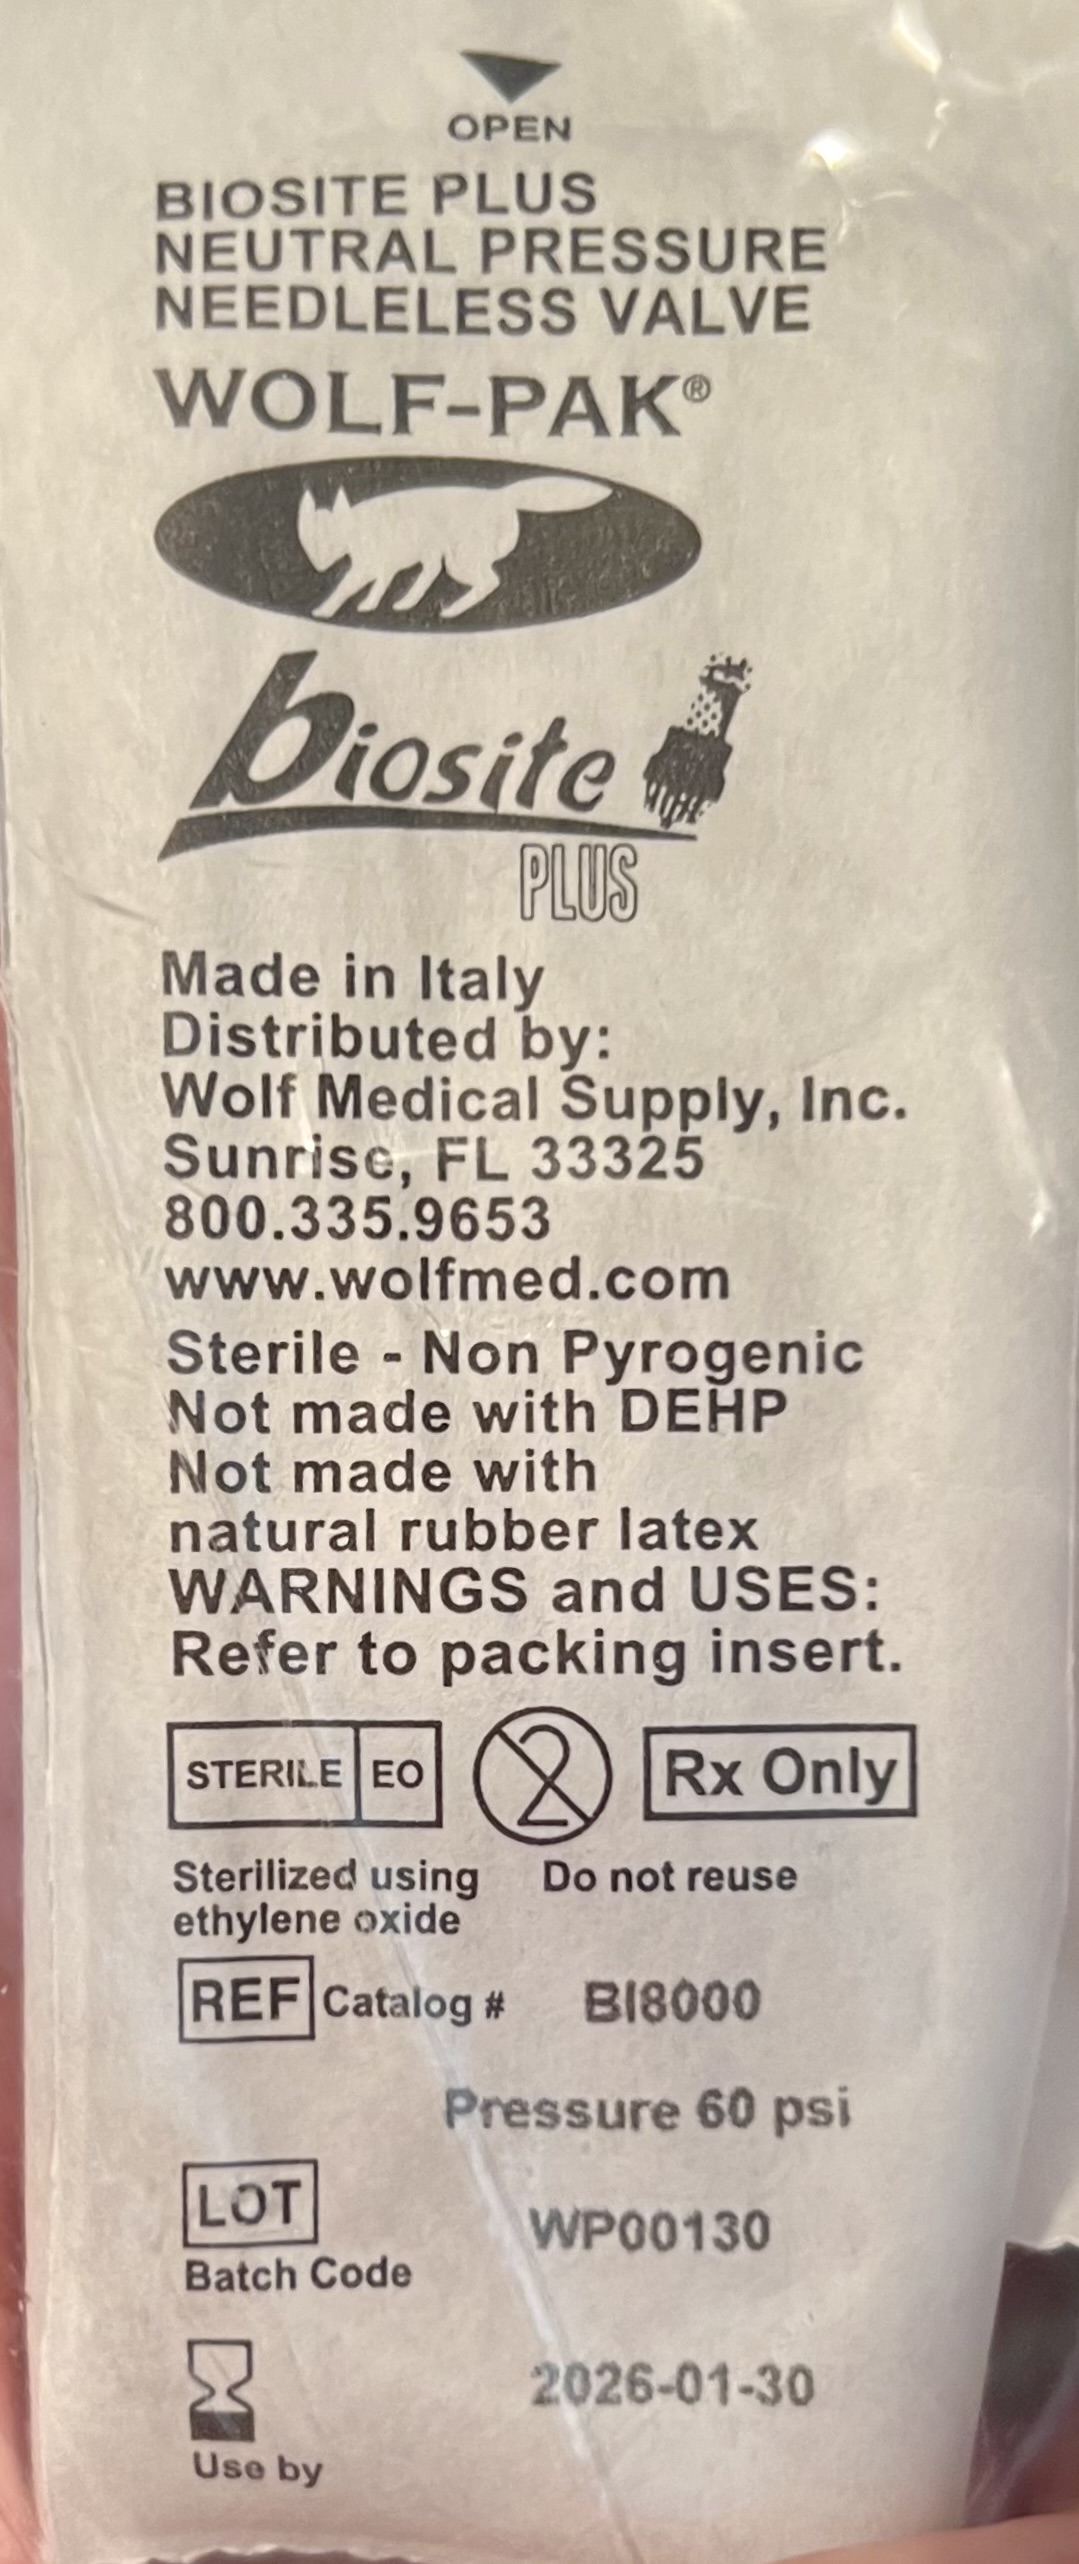 OPEN
BIOSITE PLUS
NEUTRAL PRESSURE
NEEDLELESS VALVE
WOLF-PAK®
biosite
PLUS
Made in Italy
Distributed by:
Wolf Medical Supply, Inc.
Sunrise, FL 33325
800.335.9653
www.wolfmed.com
Sterile - Non Pyrogenic
Not made with DEHP
Not made with
natural rubber latex
WARNINGS and USES:
Refer to packing insert.
STERILE EO 2 Rx Only
Sterilized using Do not reuse
ethylene oxide
REF Catalog # BI8000
Pressure 60 psi
LOT WP00130
Batch Code
2026-01-30
Use by